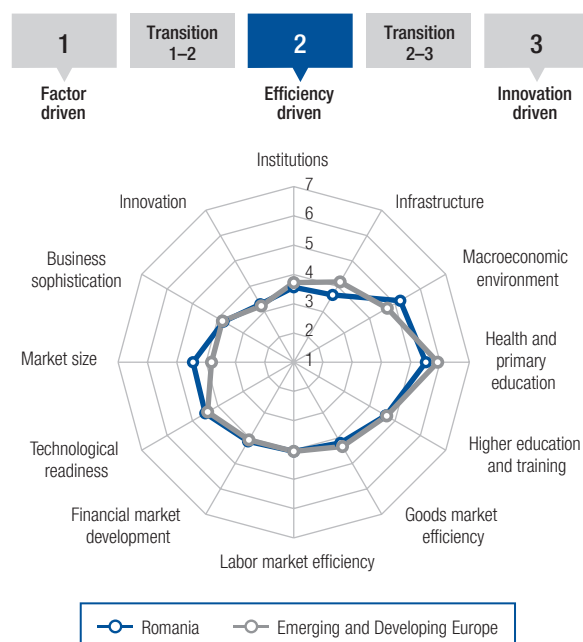 1
Transition
1–2
2
Transition
2–3
3
Factor
driven
Efficiency
driven
Innovation
driven
Institutions
Infrastructure
Macroeconomic
environment
Health and
primary
education
Higher education
and training
Goods market
efficiency
Labor market efficiency
Financial market
development
Technological
readiness
Market size
Business
sophistication
Innovation
7
6
5
4
3
2
1
Romania
Emerging and Developing Europe